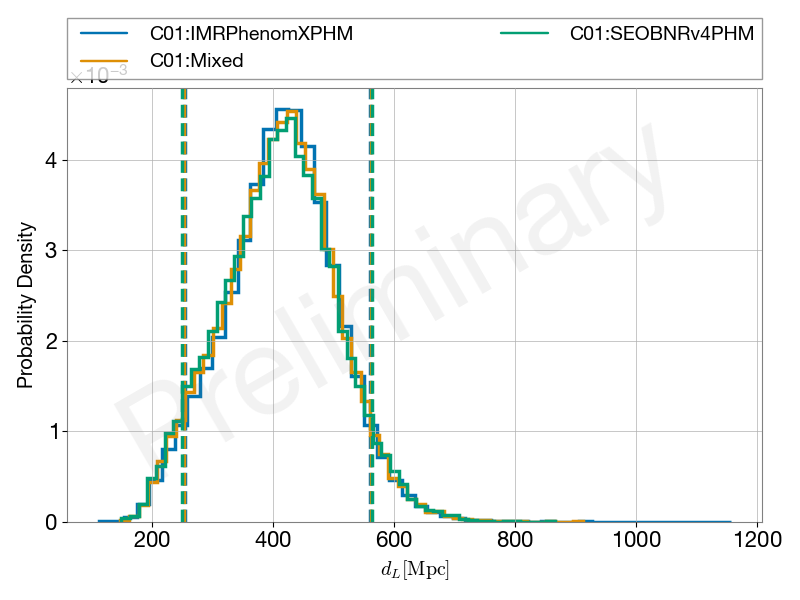 C01:IMRPhenomXPHM
C01:Mixed
C01:SEOBNRv4PHM
×10⁻³
4
3
2
1
0
Probability Density
Preliminary
200 400 600 800 1000 1200
d_L[Mpc]